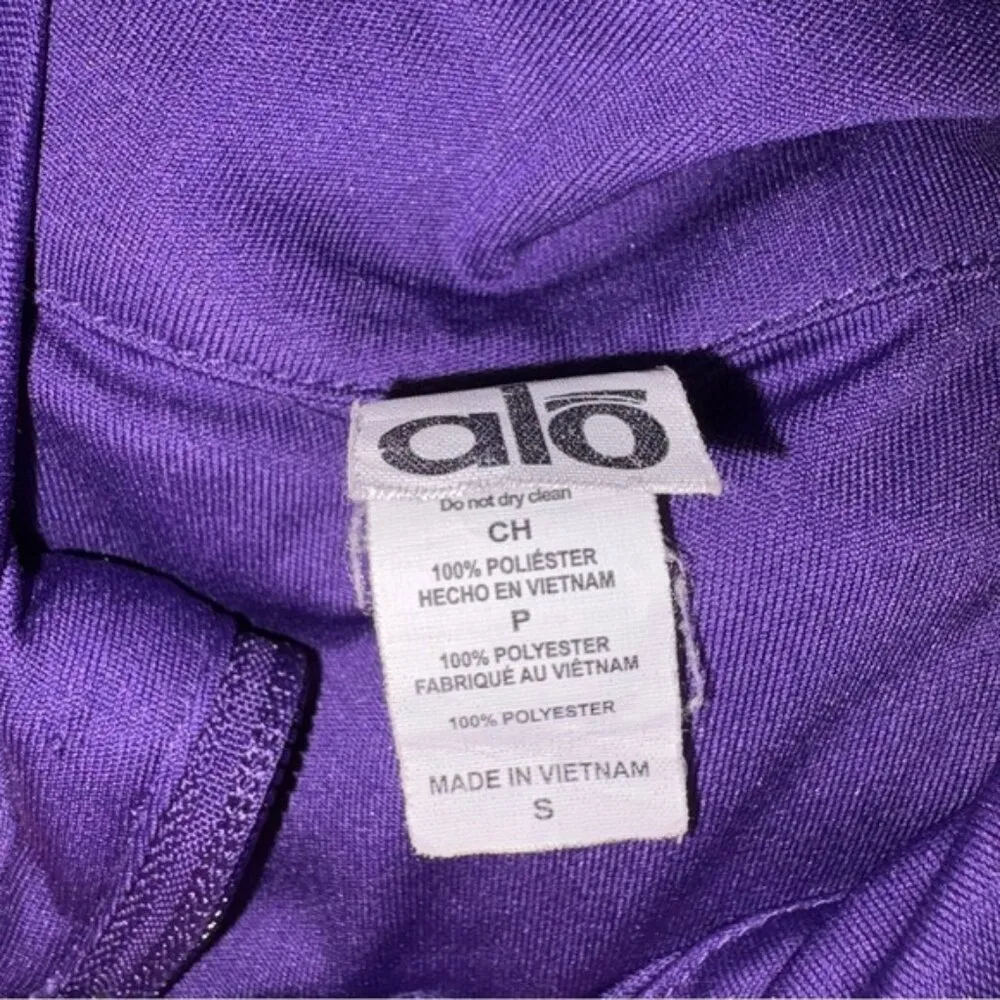 alō
Do not dry clean
CH
100% POLIÉSTER
HECHO EN VIETNAM
P
100% POLYESTER
FABRIQUÉ AU VIÊTNAM
100% POLYESTER
MADE IN VIETNAM
S